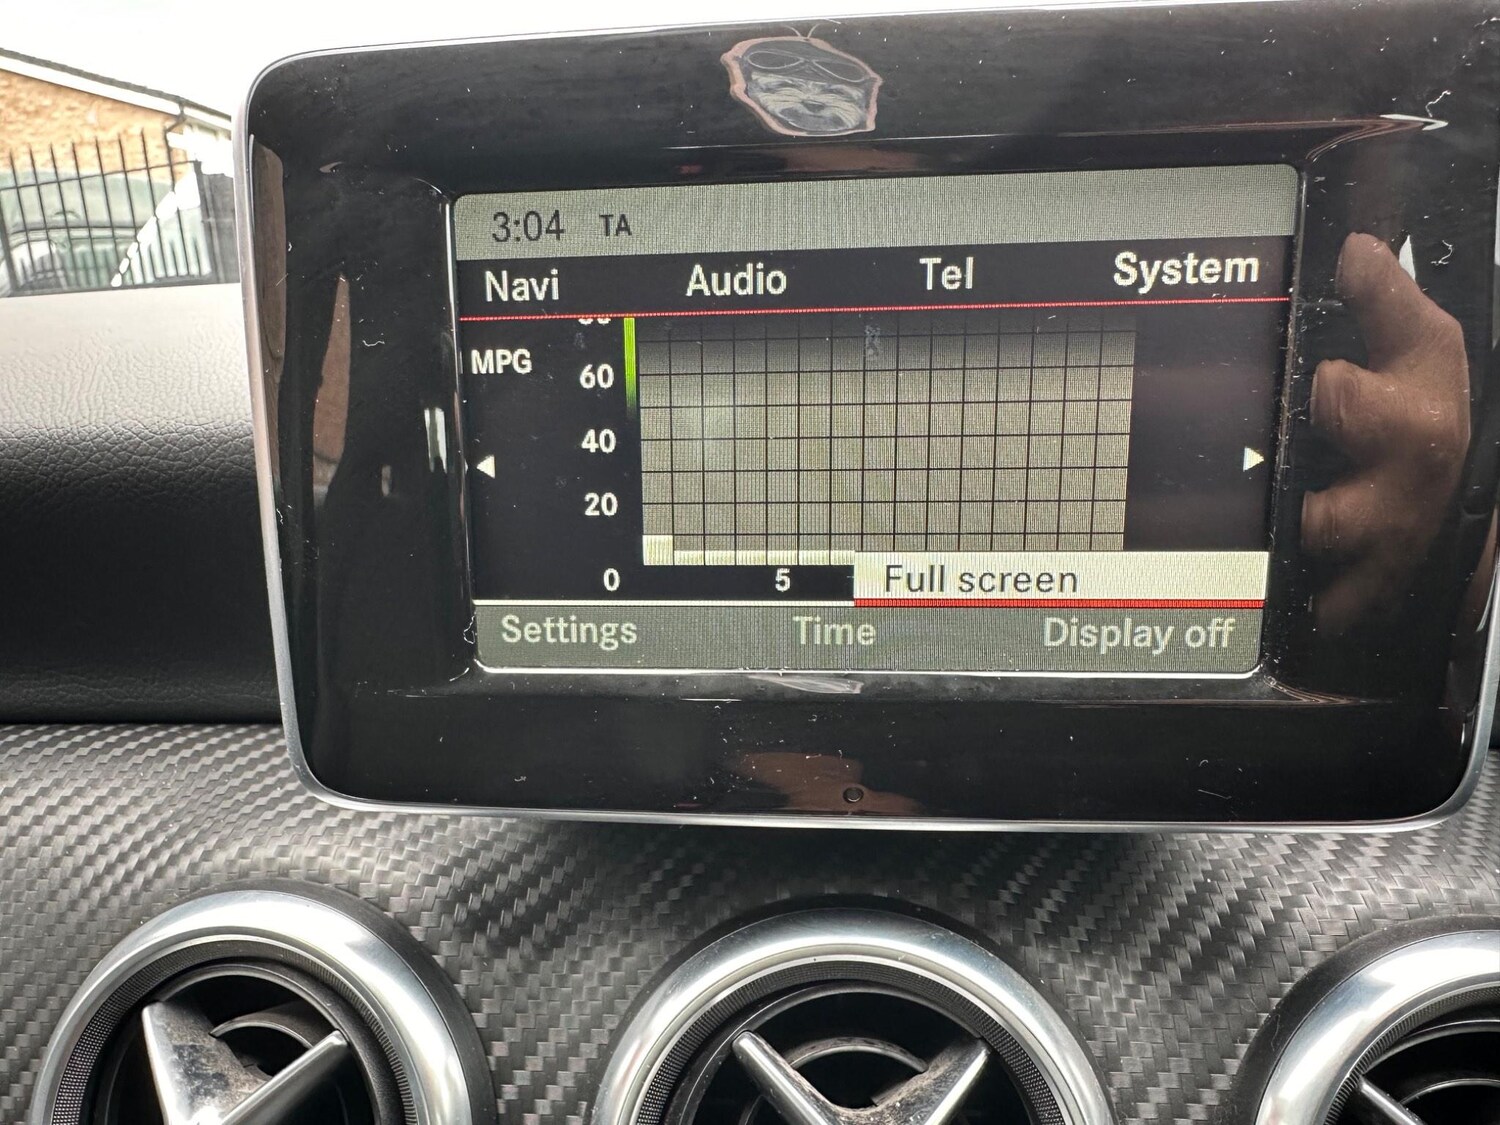 3:04 TA
Navi Audio Tel System
MPG
60
40
20
0 5
Full screen
Settings Time Display off